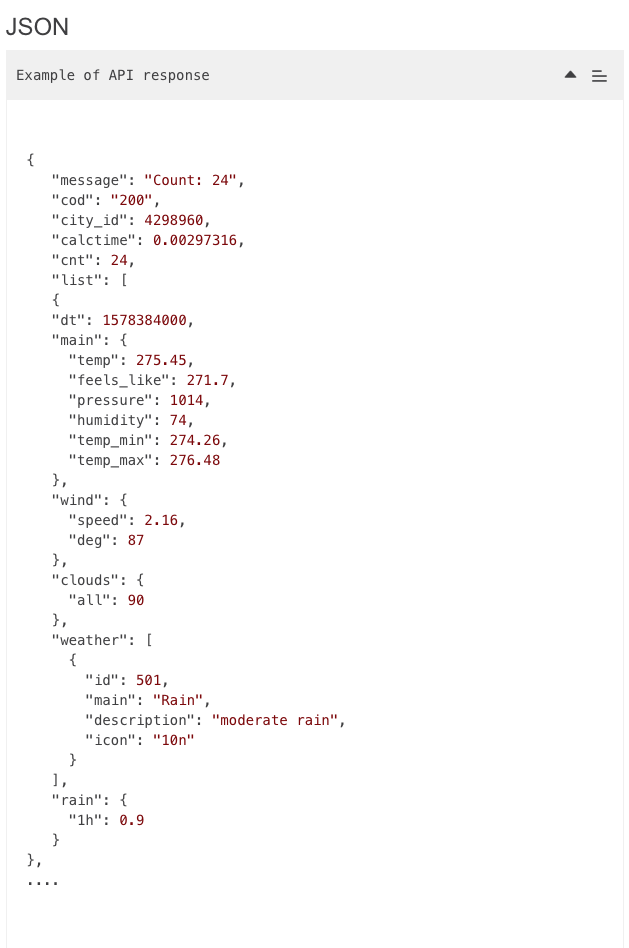 JSON
Example of API response
{
   "message": "Count: 24",
   "cod": "200",
   "city_id": 4298960,
   "calctime": 0.00297316,
   "cnt": 24,
   "list": [
   {
   "dt": 1578384000,
   "main": {
     "temp": 275.45,
     "feels_like": 271.7,
     "pressure": 1014,
     "humidity": 74,
     "temp_min": 274.26,
     "temp_max": 276.48
   },
   "wind": {
     "speed": 2.16,
     "deg": 87
   },
   "clouds": {
     "all": 90
   },
   "weather": [
     {
       "id": 501,
       "main": "Rain",
       "description": "moderate rain",
       "icon": "10n"
     }
   ],
   "rain": {
     "1h": 0.9
   }
},
....